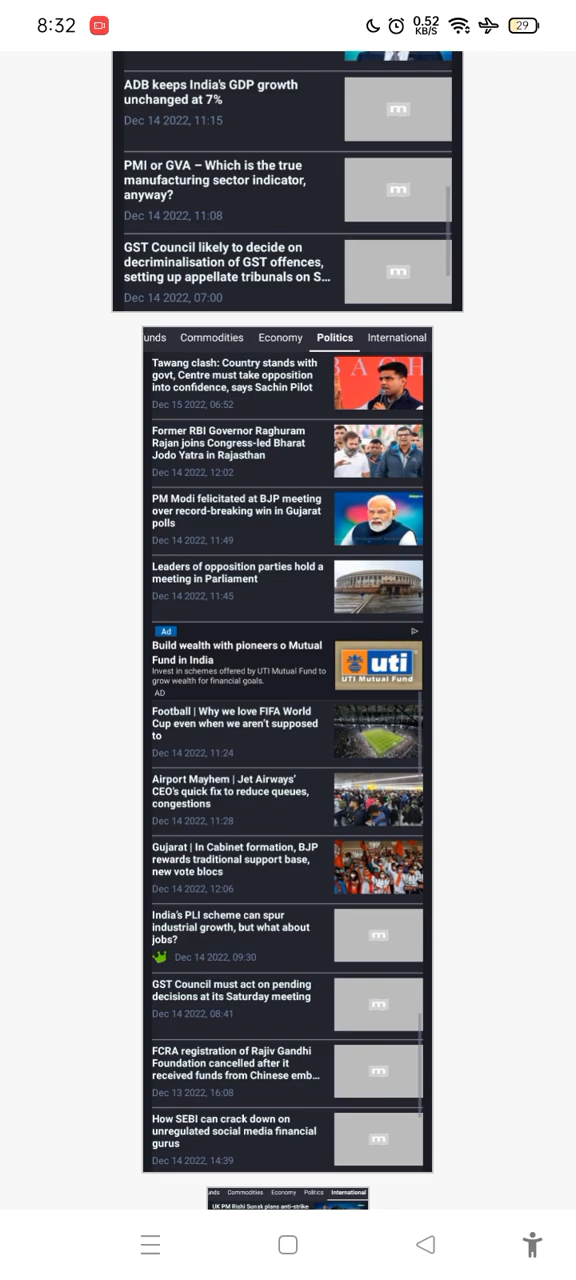 8:32
0.52
KB/S
29
ADB keeps India's GDP growth
unchanged at 7%
Dec 14 2022, 11:15
m
PMI or GVA – Which is the true
manufacturing sector indicator,
anyway?
Dec 14 2022, 11:08
m
GST Council likely to decide on
decriminalisation of GST offences,
setting up appellate tribunals on S...
Dec 14 2022, 07:00
m
unds Commodities Economy Politics International
Tawang clash: Country stands with
govt, Centre must take opposition
into confidence, says Sachin Pilot
Dec 15 2022, 06:52
B A C H
Former RBI Governor Raghuram
Rajan joins Congress-led Bharat
Jodo Yatra in Rajasthan
Dec 14 2022, 12:02
PM Modi felicitated at BJP meeting
over record-breaking win in Gujarat
polls
Dec 14 2022, 11:49
Leaders of opposition parties hold a
meeting in Parliament
Dec 14 2022, 11:45
Ad
Build wealth with pioneers o Mutual
Fund in India
Invest in schemes offered by UTI Mutual Fund to
grow wealth for financial goals.
AD
uti
UTI Mutual Fund
Football | Why we love FIFA World
Cup even when we aren't supposed
to
Dec 14 2022, 11:24
Airport Mayhem | Jet Airways'
CEO's quick fix to reduce queues,
congestions
Dec 14 2022, 11:28
Gujarat | In Cabinet formation, BJP
rewards traditional support base,
new vote blocs
Dec 14 2022, 12:06
India's PLI scheme can spur
industrial growth, but what about
jobs?
Dec 14 2022, 09:30
m
GST Council must act on pending
decisions at its Saturday meeting
Dec 14 2022, 08:41
m
FCRA registration of Rajiv Gandhi
Foundation cancelled after it
received funds from Chinese emb...
Dec 13 2022, 16:08
m
How SEBI can crack down on
unregulated social media financial
gurus
Dec 14 2022, 14:39
m
unds Commodities Economy Politics International
UK PM Rishi Sunak plans anti-strike